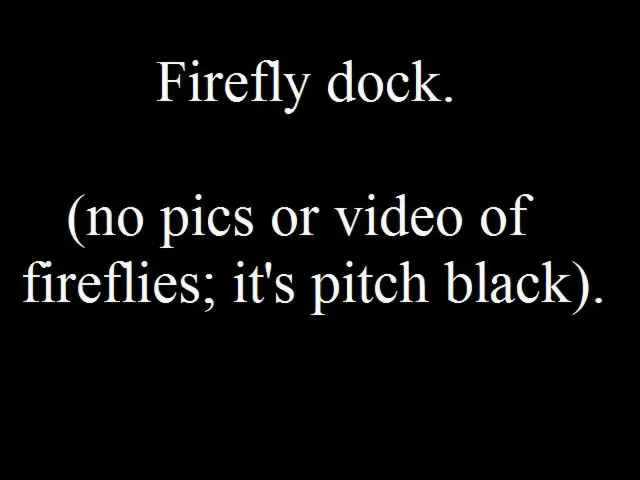 Firefly dock.
(no pics or video of
fireflies; it's pitch black).